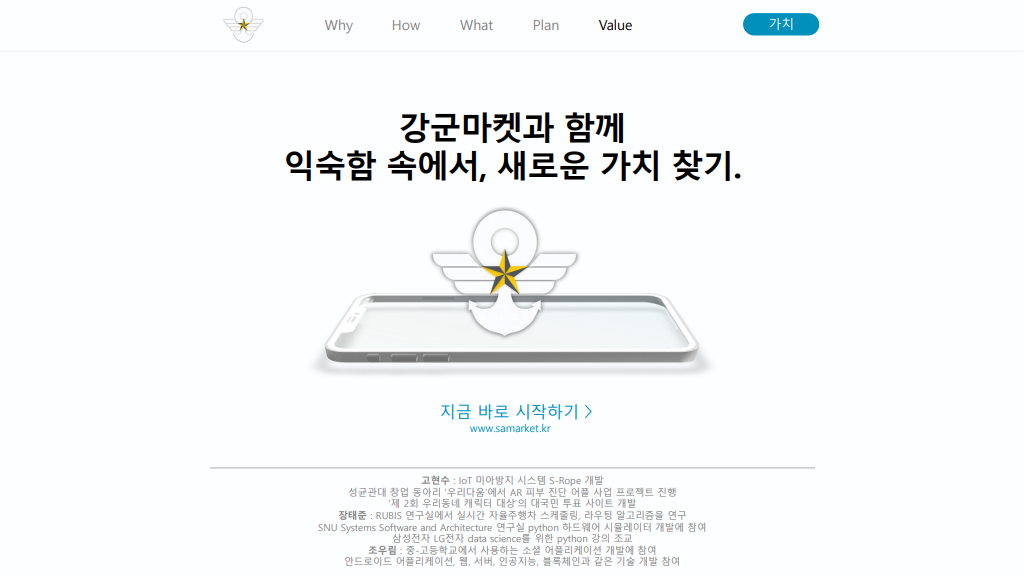 Why How What Plan Value 가치
강군마켓과 함께
익숙함 속에서, 새로운 가치 찾기.
지금 바로 시작하기 >
www.samarket.kr
고현수 : IoT 미아방지 시스템 S-Rope 개발
성균관대 창업 동아리 '우리다움'에서 AR 피부 진단 어플 사업 프로젝트 진행
'제 2회 우리동네 캐릭터 대상'의 대국민 투표 사이트 개발
장태준 : RUBIS 연구실에서 실시간 자율주행차 스케줄링, 라우팅 알고리즘을 연구
SNU Systems Software and Architecture 연구실 python 하드웨어 시뮬레이터 개발에 참여
삼성전자 LG전자 data science를 위한 python 강의 조교
조우림 : 중-고등학교에서 사용하는 소셜 어플리케이션 개발에 참여
안드로이드 어플리케이션, 웹, 서버, 인공지능, 블록체인과 같은 기술 개발 참여